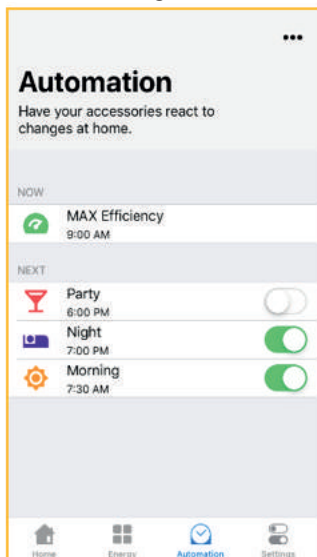 Automation
Have your accessories react to
changes at home.
NOW
MAX Efficiency
9:00 AM
NEXT
Party
6:00 PM
Night
7:00 PM
Morning
7:30 AM
Home Energy Automation Settings